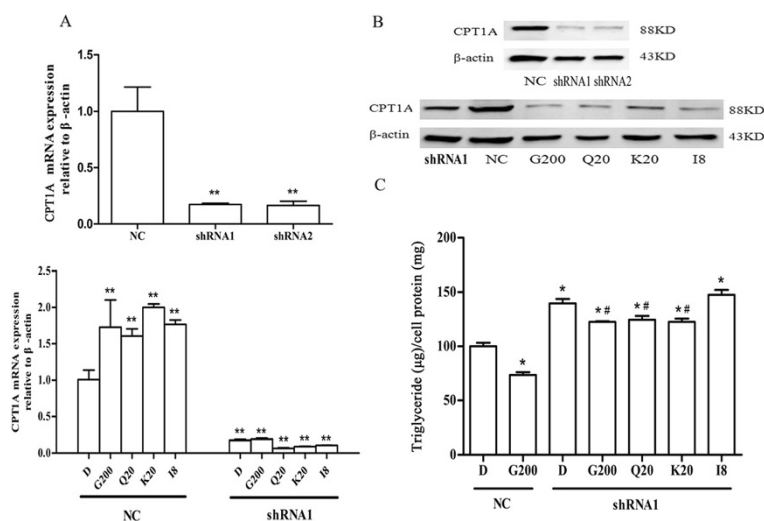 A
CPT1A mRNA expression
relative to β -actin
1.5
1.0
0.5
0.0
**
**
NC
shRNA1
shRNA2
CPT1A mRNA expression
relative to β -actin
2.5
2.0
1.5
1.0
0.5
0.0
**
**
**
**
**
**
**
**
**
D
G200
Q20
K20
I8
D
G200
Q20
K20
I8
NC
shRNA1
B
CPT1A
88KD
β-actin
43KD
NC shRNA1 shRNA2
CPT1A
88KD
β-actin
43KD
shRNA1 NC G200 Q20 K20 I8
C
Triglyceride (μg)/cell protein (mg)
200
150
100
50
0
*
*
*#
*#
*#
*
D
G200
D
G200
Q20
K20
I8
NC
shRNA1